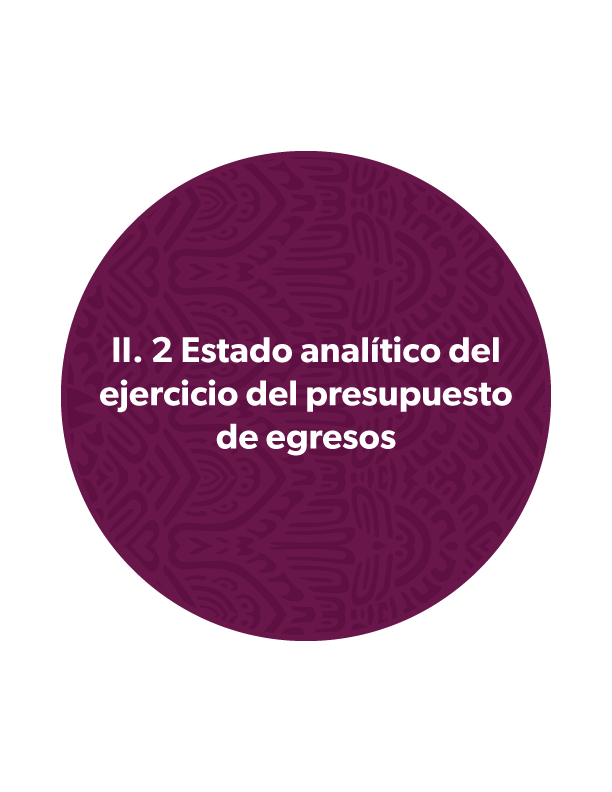 II. 2 Estado analítico del
ejercicio del presupuesto
de egresos